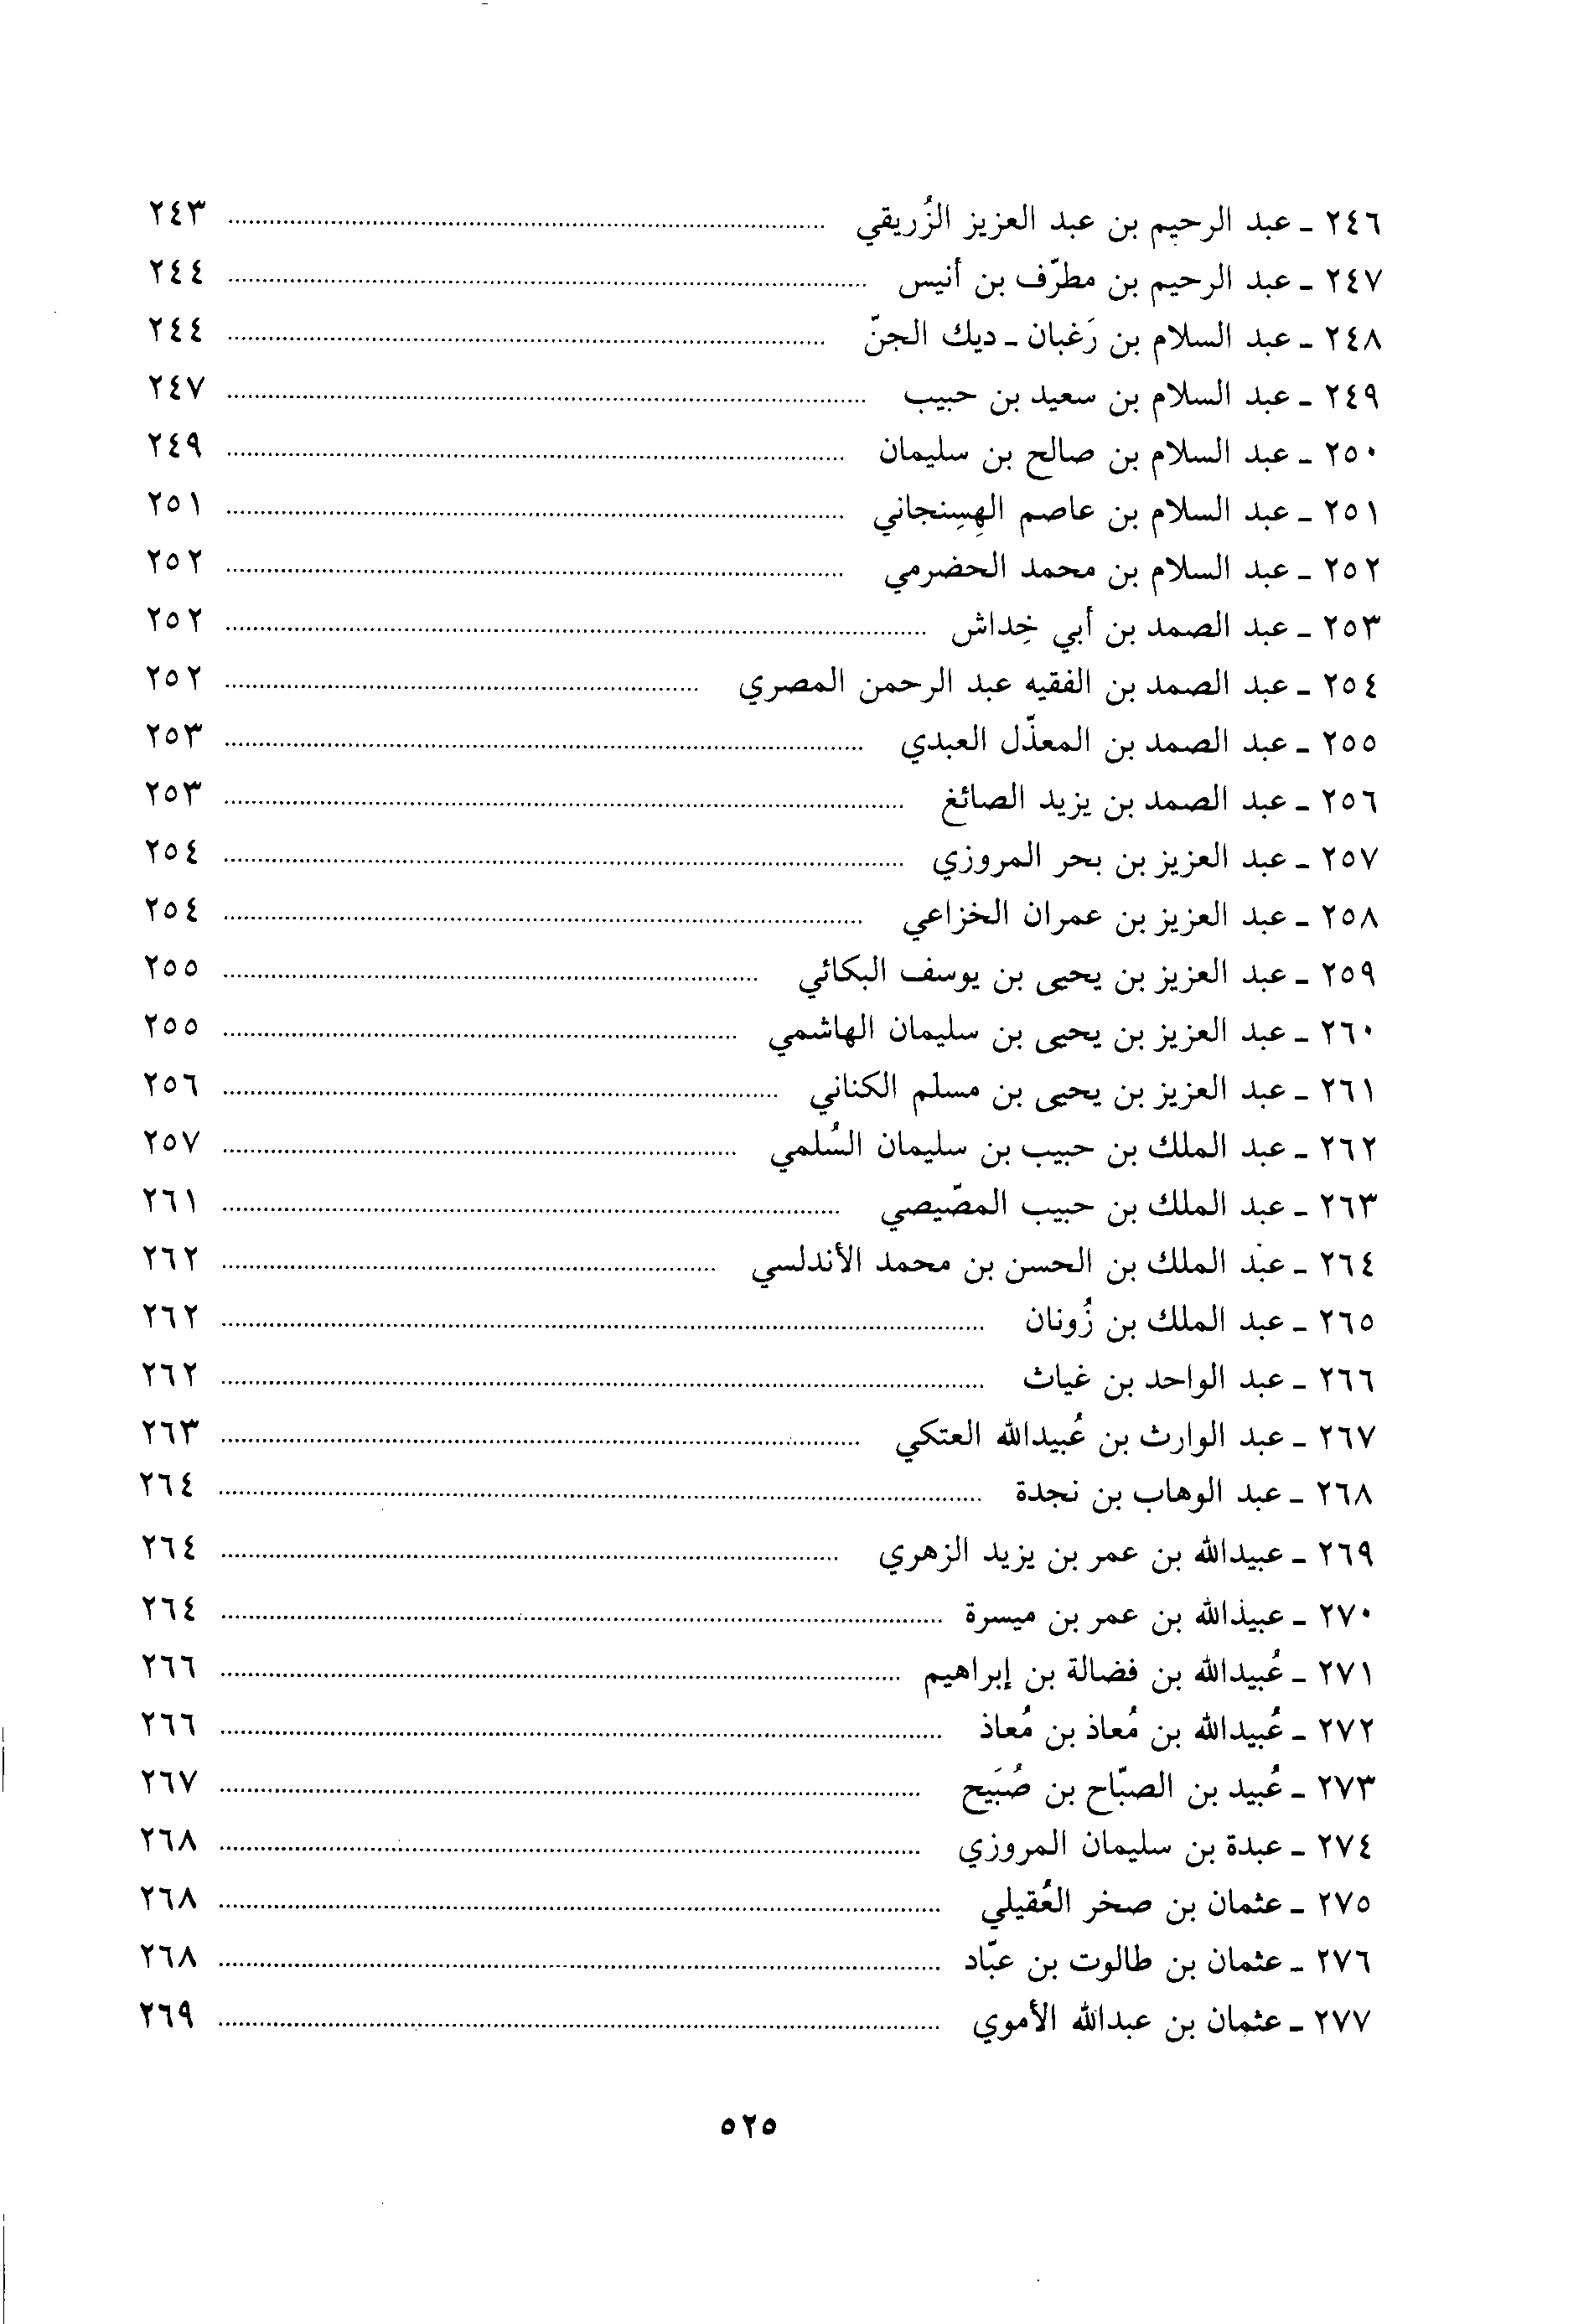 ٢٤٦ - عبد الرحيم بن عبد العزيز الزُريقي ........ ٢٤٣
٢٤٧ - عبد الرحيم بن مطرّف بن أنيس ........ ٢٤٤
٢٤٨ - عبد السلام بن رَغبان - ديك الجنّ ........ ٢٤٤
٢٤٩ - عبد السلام بن سعيد بن حبيب ........ ٢٤٧
٢٥٠ - عبد السلام بن صالح بن سليمان ........ ٢٤٩
٢٥١ - عبد السلام بن عاصم الهِسِنجاني ........ ٢٥١
٢٥٢ - عبد السلام بن محمد الحضرمي ........ ٢٥٢
٢٥٣ - عبد الصمد بن أبي خِداش ........ ٢٥٢
٢٥٤ - عبد الصمد بن الفقيه عبد الرحمن المصري ........ ٢٥٢
٢٥٥ - عبد الصمد بن المعذّل العبدي ........ ٢٥٣
٢٥٦ - عبد الصمد بن يزيد الصائغ ........ ٢٥٣
٢٥٧ - عبد العزيز بن بحر المروزي ........ ٢٥٤
٢٥٨ - عبد العزيز بن عمران الخزاعي ........ ٢٥٤
٢٥٩ - عبد العزيز بن يحيى بن يوسف البكائي ........ ٢٥٥
٢٦٠ - عبد العزيز بن يحيى بن سليمان الهاشمي ........ ٢٥٥
٢٦١ - عبد العزيز بن يحيى بن مسلم الكناني ........ ٢٥٦
٢٦٢ - عبد الملك بن حبيب بن سليمان السُلمي ........ ٢٥٧
٢٦٣ - عبد الملك بن حبيب المصّيصي ........ ٢٦١
٢٦٤ - عبد الملك بن الحسن بن محمد الأندلسي ........ ٢٦٢
٢٦٥ - عبد الملك بن زُونان ........ ٢٦٢
٢٦٦ - عبد الواحد بن غياث ........ ٢٦٢
٢٦٧ - عبد الوارث بن عُبيدالله العتكي ........ ٢٦٣
٢٦٨ - عبد الوهاب بن نجدة ........ ٢٦٤
٢٦٩ - عبيدالله بن عمر بن يزيد الزهري ........ ٢٦٤
٢٧٠ - عبيدالله بن عمر بن ميسرة ........ ٢٦٤
٢٧١ - عُبيدالله بن فضالة بن إبراهيم ........ ٢٦٦
٢٧٢ - عُبيدالله بن مُعاذ بن مُعاذ ........ ٢٦٦
٢٧٣ - عُبيد بن الصبّاح بن صُبَيح ........ ٢٦٧
٢٧٤ - عبدة بن سليمان المروزي ........ ٢٦٨
٢٧٥ - عثمان بن صخر العُقيلي ........ ٢٦٨
٢٧٦ - عثمان بن طالوت بن عبّاد ........ ٢٦٨
٢٧٧ - عثمان بن عبدالله الأموي ........ ٢٦٩
٥٢٥